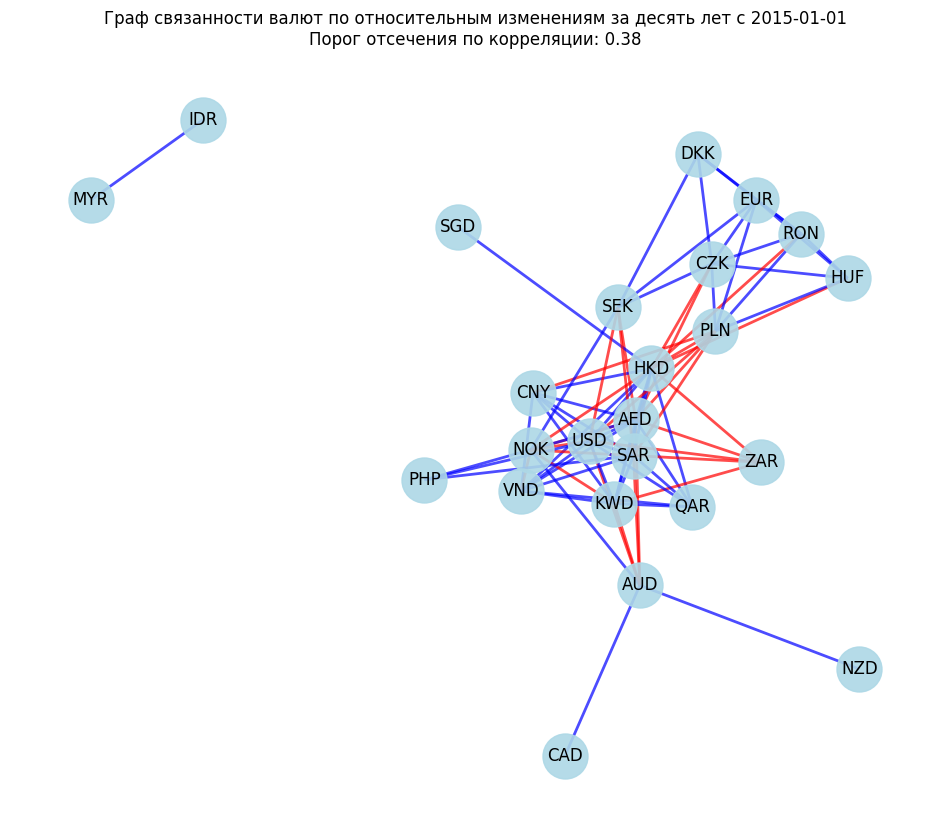 Граф связанности валют по относительным изменениям за десять лет с 2015-01-01
Порог отсечения по корреляции: 0.38
IDR
DKK
MYR
EUR
SGD
RON
CZK
HUF
SEK
PLN
HKD
CNY
AED
USD
NOK
SAR
ZAR
PHP
VND
KWD
QAR
AUD
NZD
CAD